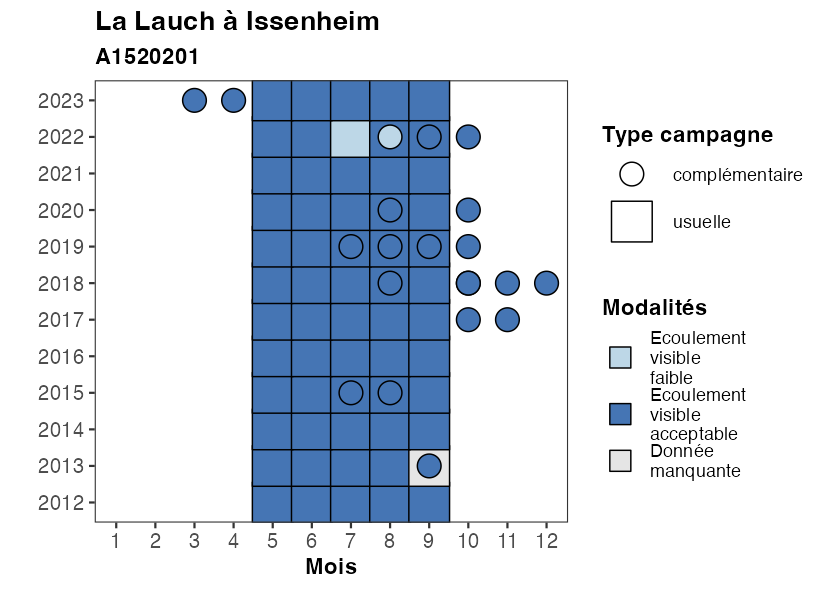 La Lauch à Issenheim
A1520201
2023
2022
2021
2020
2019
2018
2017
2016
2015
2014
2013
2012
1 2 3 4 5 6 7 8 9 10 11 12
Mois
Type campagne
complémentaire
usuelle
Modalités
Ecoulement
visible
faible
Ecoulement
visible
acceptable
Donnée
manquante